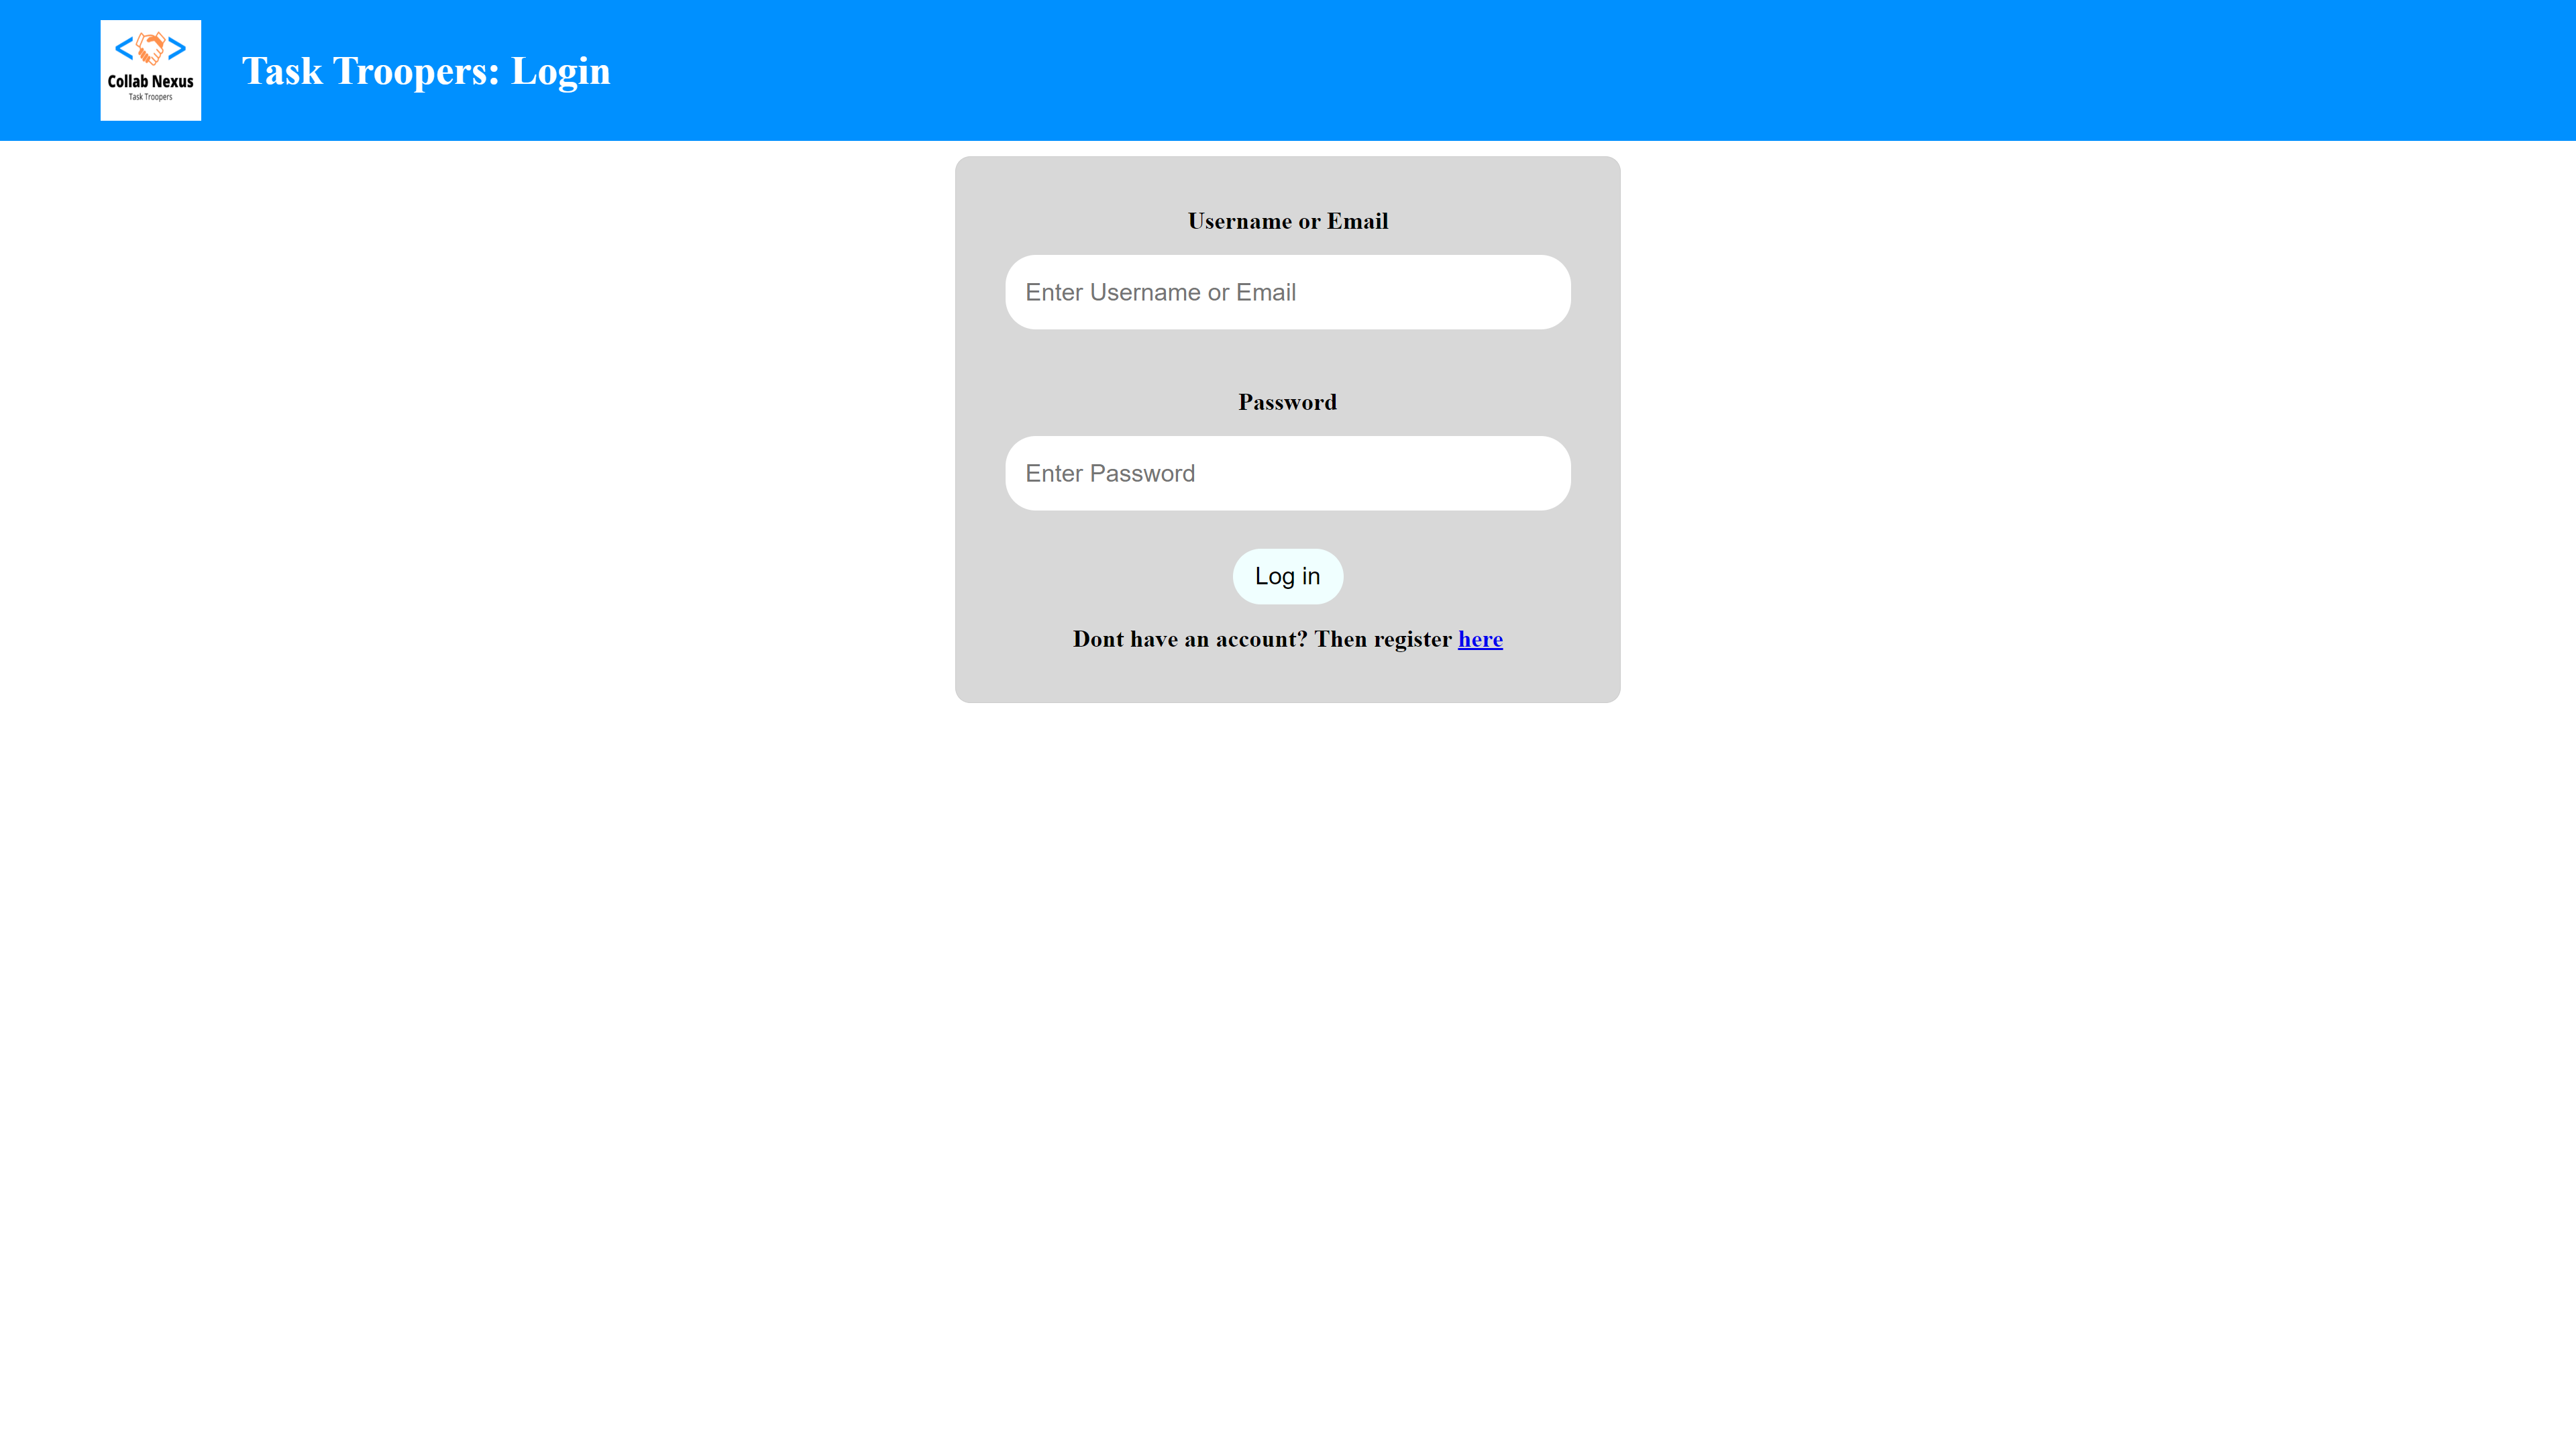 Collab Nexus
Task Troopers
Task Troopers: Login
Username or Email
Enter Username or Email
Password
Enter Password
Log in
Dont have an account? Then register here